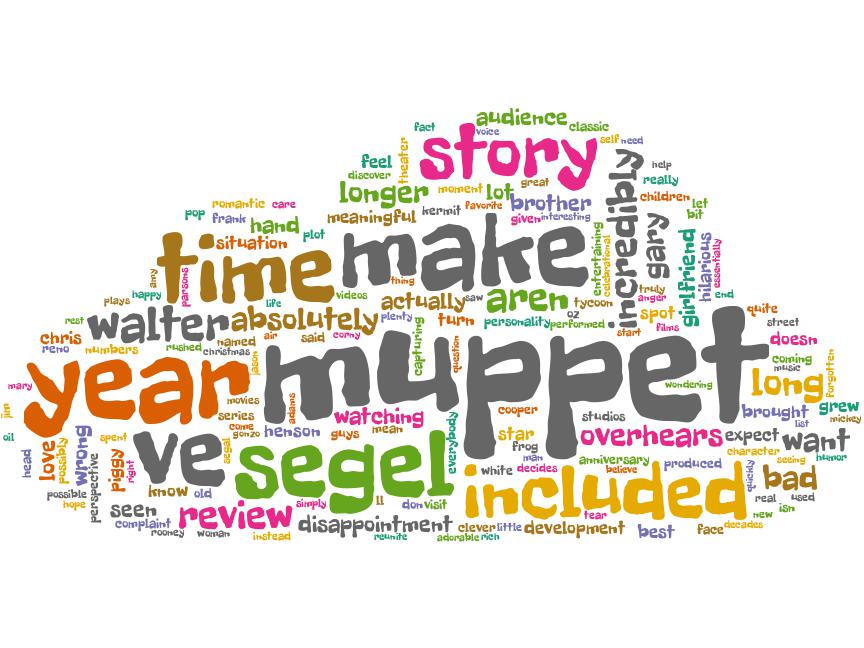 audience
fact
voice
classic
story
self
need
feel
theater
discover
help
incredibly
really
longer
moment
lot
great
children
let
bit
romantic
care
pop
frank
hand
meaningful
kermit
favorite
brother
given
interesting
gary
situation
plot
time
make
entertaining
celebrational
girlfriend
hilarious
essentially
amy
parsons
happy
plays
life
videos
thing
actually
saw
aren
tycoon
truly
anger
spot
end
rest
walter
absolutely
plenty
turn
personality
performed
oz
start
films
quite
street
chris
reno
numbers
rushed
named
christmas
air
said
corny
capturing
question
muppet
doesn
coming
music
forgotten
mary
year
jason
movies
wondering
long
jim
series
come
gonzo
adams
watching
henson
guys
mean
cooper
star
frog
studios
overhears
expect
brought
list
grew
mickey
want
oil
head
love
possibly
wrong
perspective
spent
piggy
right
ve
segal
segel
everybody
man
white
decides
anniversary
believe
produced
character
seeing
humor
quickly
included
bad
possible
hope
know
old
real
used
seen
complaint
review
simply
ll
don
visit
tear
new
isn
rooney
woman
instead
disappointment
reunite
clever
little
development
adorable
rich
best
face
decades